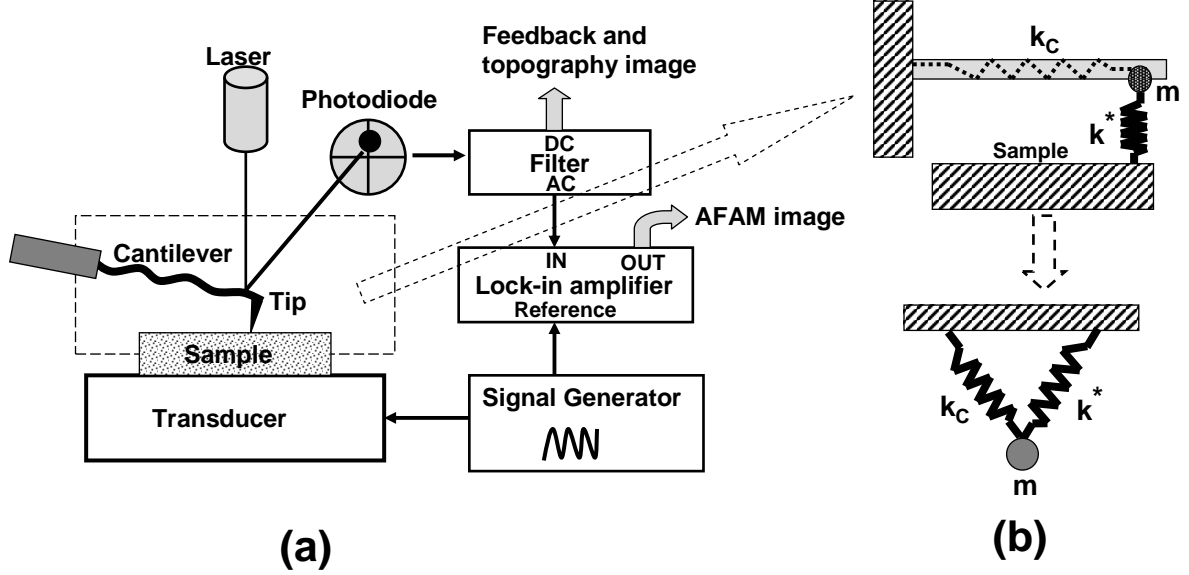 Laser
Photodiode
Feedback and
topography image
DC
Filter
AC
AFAM image
IN OUT
Lock-in amplifier
Reference
Cantilever
Tip
Sample
Transducer
Signal Generator
(a)
k_C
m
k*
Sample
k_C
k*
m
(b)